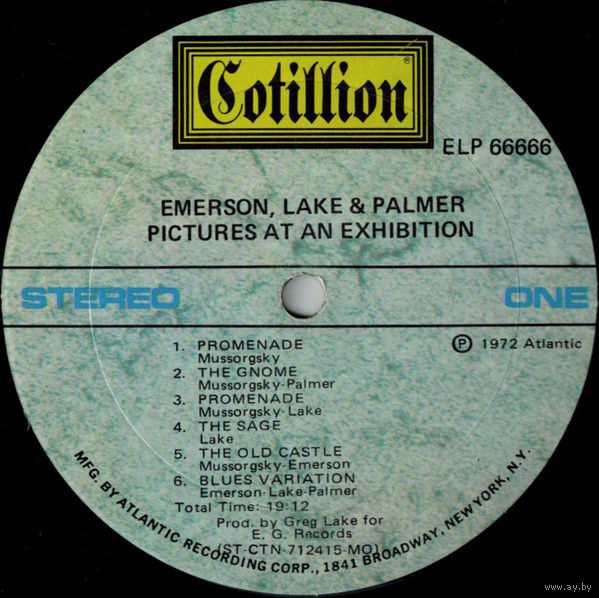 Cotillion®
ELP 66666
EMERSON, LAKE & PALMER
PICTURES AT AN EXHIBITION
STEREO
ONE
1. PROMENADE
Mussorgsky
Ⓟ 1972 Atlantic
2. THE GNOME
Mussorgsky-Palmer
3. PROMENADE
Mussorgsky-Lake
4. THE SAGE
Lake
5. THE OLD CASTLE
Mussorgsky-Emerson
6. BLUES VARIATION
Emerson-Lake-Palmer
Total Time: 19:12
Prod. by Greg Lake for
E. G. Records
(ST-CTN-712415-MO)
MFG. BY ATLANTIC RECORDING CORP., 1841 BROADWAY, NEW YORK, N.Y.
www.ay.by